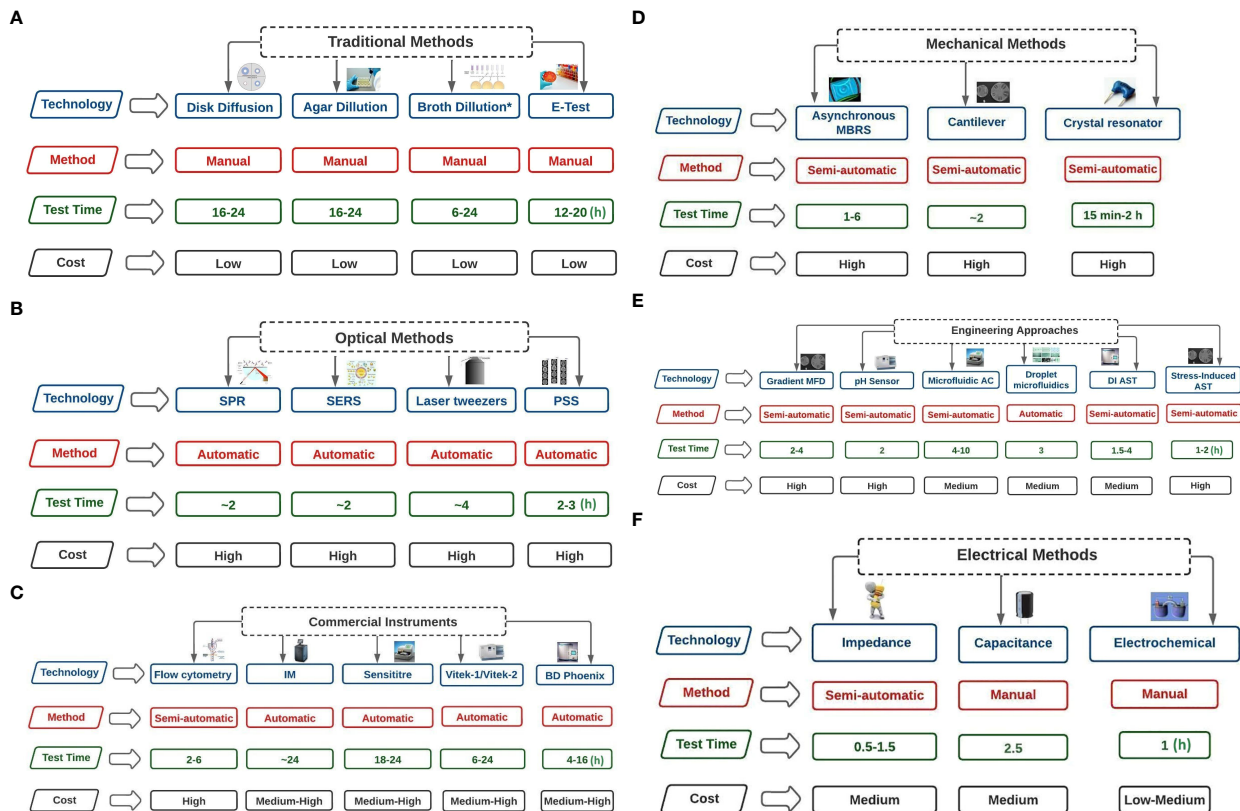 A
Traditional Methods
Technology
Disk Diffusion
Agar Dillution
Broth Dillution*
E-Test
Method
Manual
Manual
Manual
Manual
Test Time
16-24
16-24
6-24
12-20 (h)
Cost
Low
Low
Low
Low
B
Optical Methods
Technology
SPR
SERS
Laser tweezers
PSS
Method
Automatic
Automatic
Automatic
Automatic
Test Time
~2
~2
~4
2-3 (h)
Cost
High
High
High
High
C
Commercial Instruments
Technology
Flow cytometry
IM
Sensititre
Vitek-1/Vitek-2
BD Phoenix
Method
Semi-automatic
Automatic
Automatic
Automatic
Automatic
Test Time
2-6
~24
18-24
6-24
4-16 (h)
Cost
High
Medium-High
Medium-High
Medium-High
Medium-High
D
Mechanical Methods
Technology
Asynchronous
MBRS
Cantilever
Crystal resonator
Method
Semi-automatic
Semi-automatic
Semi-automatic
Test Time
1-6
~2
15 min-2 h
Cost
High
High
High
E
Engineering Approaches
Technology
Gradient MFD
pH Sensor
Microfluidic AC
Droplet
microfluidics
DI AST
Stress-Induced
AST
Method
Semi-automatic
Semi-automatic
Semi-automatic
Automatic
Semi-automatic
Semi-automatic
Test Time
2-4
2
4-10
3
1.5-4
1-2 (h)
Cost
High
High
Medium
Medium
Medium
High
F
Electrical Methods
Technology
Impedance
Capacitance
Electrochemical
Method
Semi-automatic
Manual
Manual
Test Time
0.5-1.5
2.5
1 (h)
Cost
Medium
Medium
Low-Medium